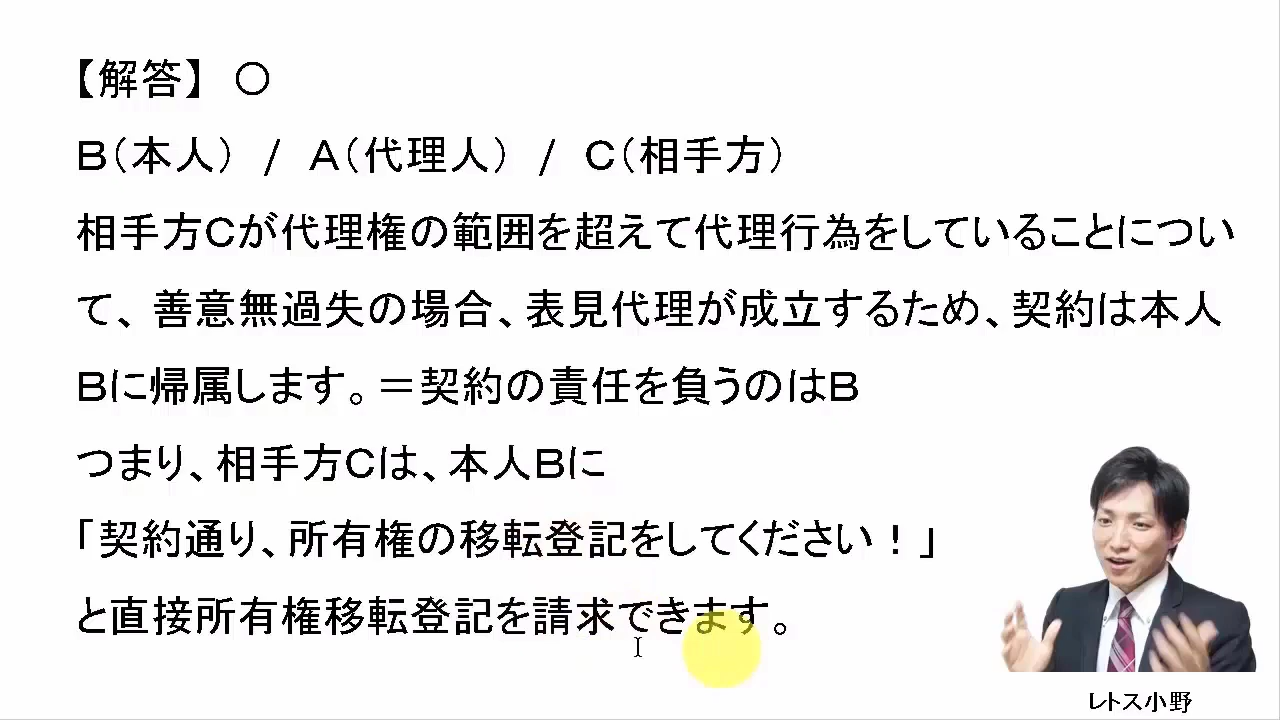 【解答】　○
B（本人）　/　A（代理人）　/　C（相手方）
相手方Cが代理権の範囲を超えて代理行為をしていることについ
て、善意無過失の場合、表見代理が成立するため、契約は本人
Bに帰属します。＝契約の責任を負うのはB
つまり、相手方Cは、本人Bに
「契約通り、所有権の移転登記をしてください！」
と直接所有権移転登記を請求できます。
レトス小野